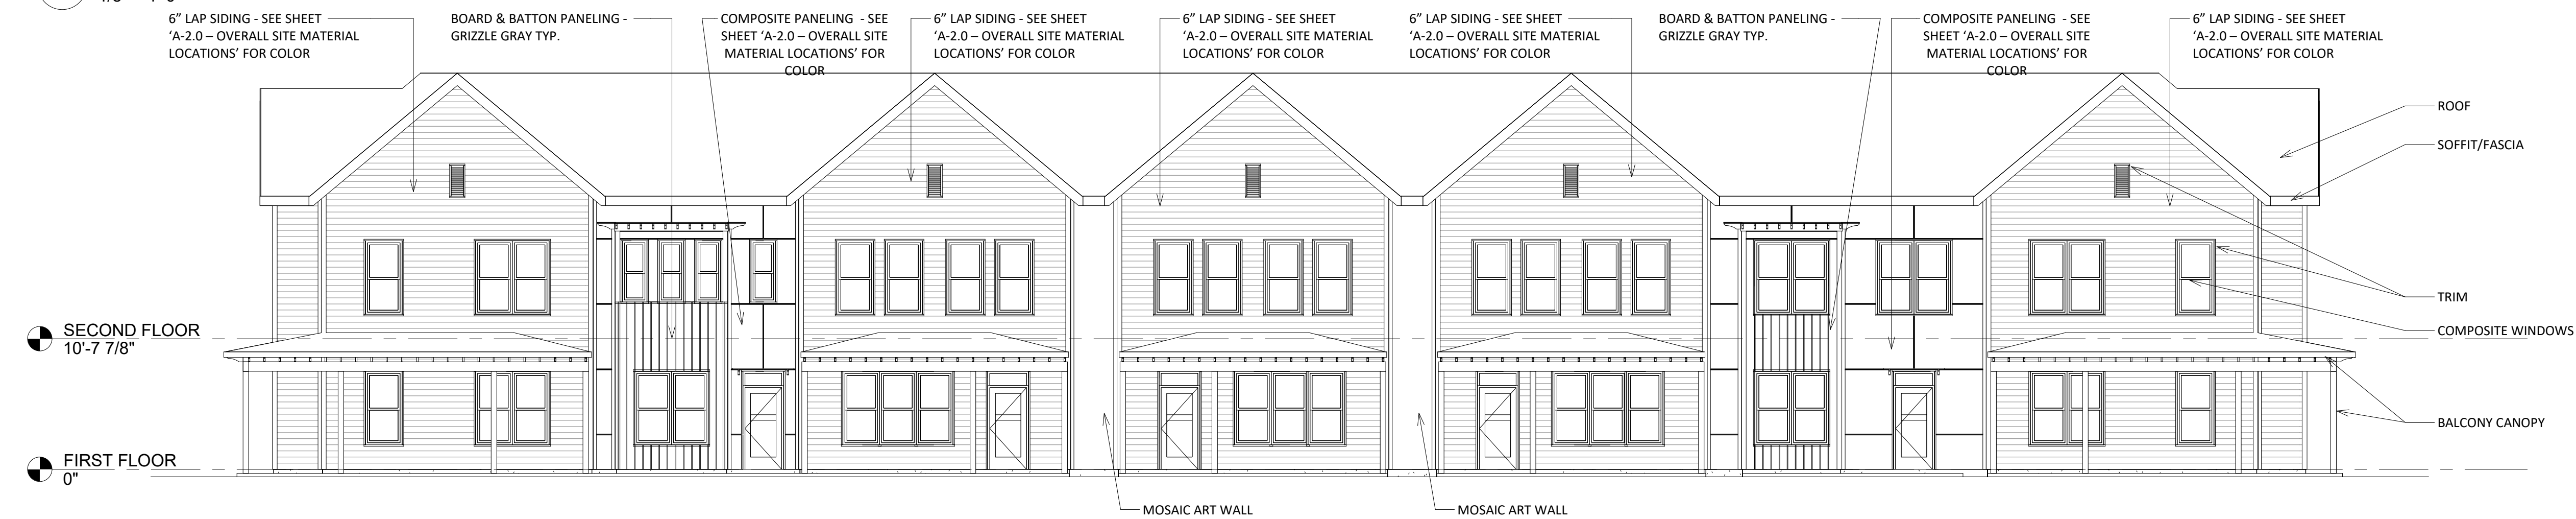 6” LAP SIDING - SEE SHEET
‘A-2.0 – OVERALL SITE MATERIAL
LOCATIONS’ FOR COLOR
BOARD & BATTON PANELING -
GRIZZLE GRAY TYP.
COMPOSITE PANELING - SEE
SHEET ‘A-2.0 – OVERALL SITE
MATERIAL LOCATIONS’ FOR
COLOR
6” LAP SIDING - SEE SHEET
‘A-2.0 – OVERALL SITE MATERIAL
LOCATIONS’ FOR COLOR
6” LAP SIDING - SEE SHEET
‘A-2.0 – OVERALL SITE MATERIAL
LOCATIONS’ FOR COLOR
6” LAP SIDING - SEE SHEET
‘A-2.0 – OVERALL SITE MATERIAL
LOCATIONS’ FOR COLOR
BOARD & BATTON PANELING -
GRIZZLE GRAY TYP.
COMPOSITE PANELING - SEE
SHEET ‘A-2.0 – OVERALL SITE
MATERIAL LOCATIONS’ FOR
COLOR
6” LAP SIDING - SEE SHEET
‘A-2.0 – OVERALL SITE MATERIAL
LOCATIONS’ FOR COLOR
ROOF
SOFFIT/FASCIA
TRIM
COMPOSITE WINDOWS
BALCONY CANOPY
SECOND FLOOR
10'-7 7/8"
FIRST FLOOR
0"
MOSAIC ART WALL
MOSAIC ART WALL